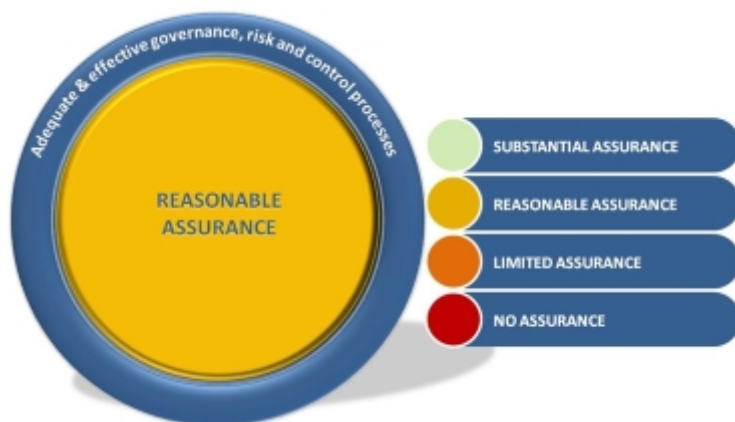 Adequate & effective governance, risk and control processes
REASONABLE
ASSURANCE
SUBSTANTIAL ASSURANCE
REASONABLE ASSURANCE
LIMITED ASSURANCE
NO ASSURANCE